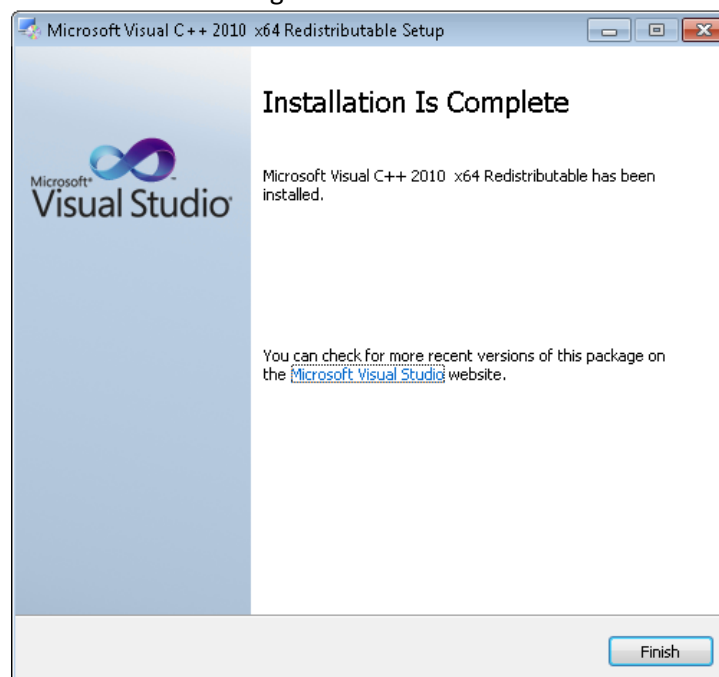 Microsoft Visual C++ 2010 x64 Redistributable Setup
Installation Is Complete
Microsoft
Visual Studio
Microsoft Visual C++ 2010 x64 Redistributable has been
installed.
You can check for more recent versions of this package on
the Microsoft Visual Studio website.
Finish